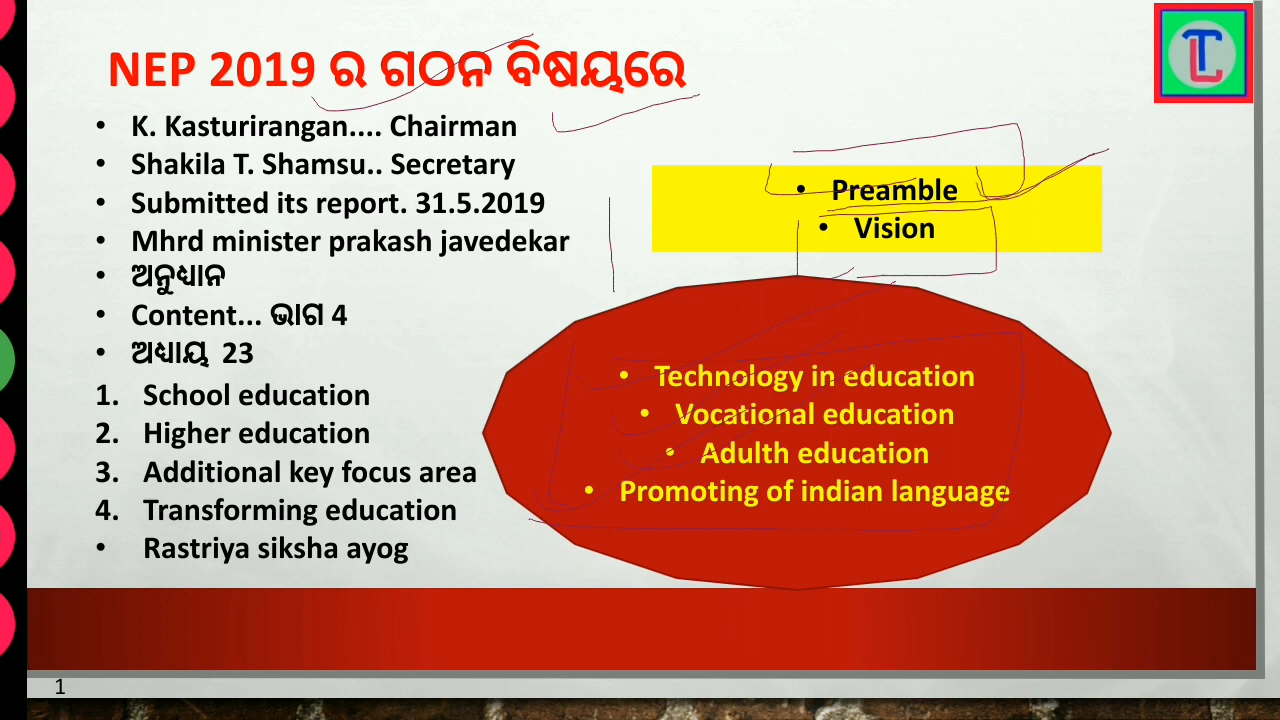 NEP 2019 ର ଗଠନ ବିଷୟରେ
• K. Kasturirangan.... Chairman
• Shakila T. Shamsu.. Secretary
• Submitted its report. 31.5.2019
• Mhrd minister prakash javedekar
• ଅନୁଧ୍ୟାନ
• Content... ଭାଗ 4
• ଅଧ୍ୟାୟ 23
1. School education
2. Higher education
3. Additional key focus area
4. Transforming education
• Rastriya siksha ayog
• Preamble
• Vision
• Technology in education
• Vocational education
• Adulth education
• Promoting of indian language
TL
1